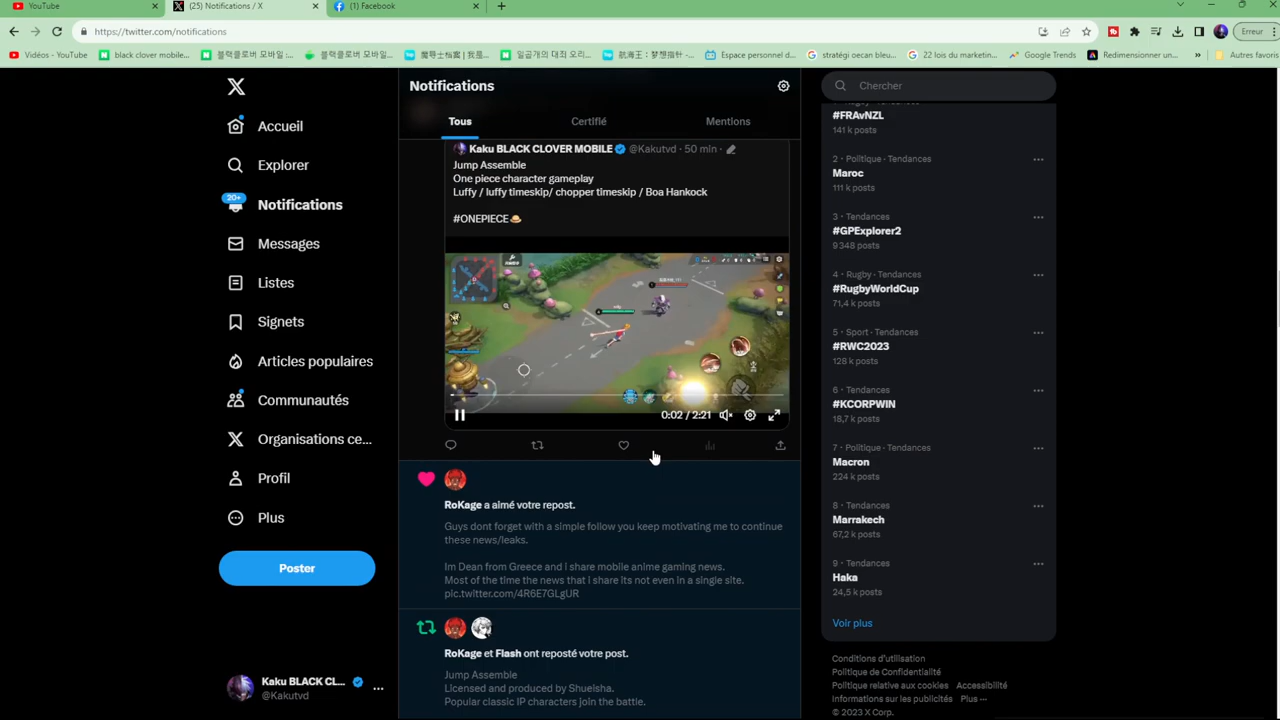 YouTube
(25) Notifications / X
(1) Facebook
https://twitter.com/notifications
Erreur
Vidéos - YouTube
black clover mobile...
블랙클로버 모바일 :...
블랙클로버 모바일...
魔导士档案 | 我是...
일곱개의 대죄 오리...
航海王：梦想指针 -...
Espace personnel d...
stratégi oecan bleu...
22 lois du marketin...
Google Trends
Redimensionner un...
Autres favoris
Accueil
Explorer
20+
Notifications
Messages
Listes
Signets
Articles populaires
Communautés
Organisations ce...
Profil
Plus
Poster
Kaku BLACK CL...
@Kakutvd
Notifications
Tous
Certifié
Mentions
Kaku BLACK CLOVER MOBILE @Kakutvd · 50 min ·
Jump Assemble
One piece character gameplay
Luffy / luffy timeskip/ chopper timeskip / Boa Hankock
#ONEPIECE
0:02 / 2:21
RoKage a aimé votre repost.
Guys dont forget with a simple follow you keep motivating me to continue
these news/leaks.
Im Dean from Greece and I share mobile anime gaming news.
Most of the time the news that I share its not even in a single site.
pic.twitter.com/4R6E7GLgUR
RoKage et Flash ont reposté votre post.
Jump Assemble
Licensed and produced by Shueisha.
Popular classic IP characters join the battle.
Chercher
1 · Rugby · Tendances
#FRAvNZL
141 k posts
2 · Politique · Tendances
Maroc
111 k posts
3 · Tendances
#GPExplorer2
9 348 posts
4 · Rugby · Tendances
#RugbyWorldCup
71,4 k posts
5 · Sport · Tendances
#RWC2023
128 k posts
6 · Tendances
#KCORPWIN
18,7 k posts
7 · Politique · Tendances
Macron
224 k posts
8 · Tendances
Marrakech
67,2 k posts
9 · Tendances
Haka
24,5 k posts
Voir plus
Conditions d'utilisation
Politique de Confidentialité
Politique relative aux cookies Accessibilité
Informations sur les publicités Plus ···
© 2023 X Corp.